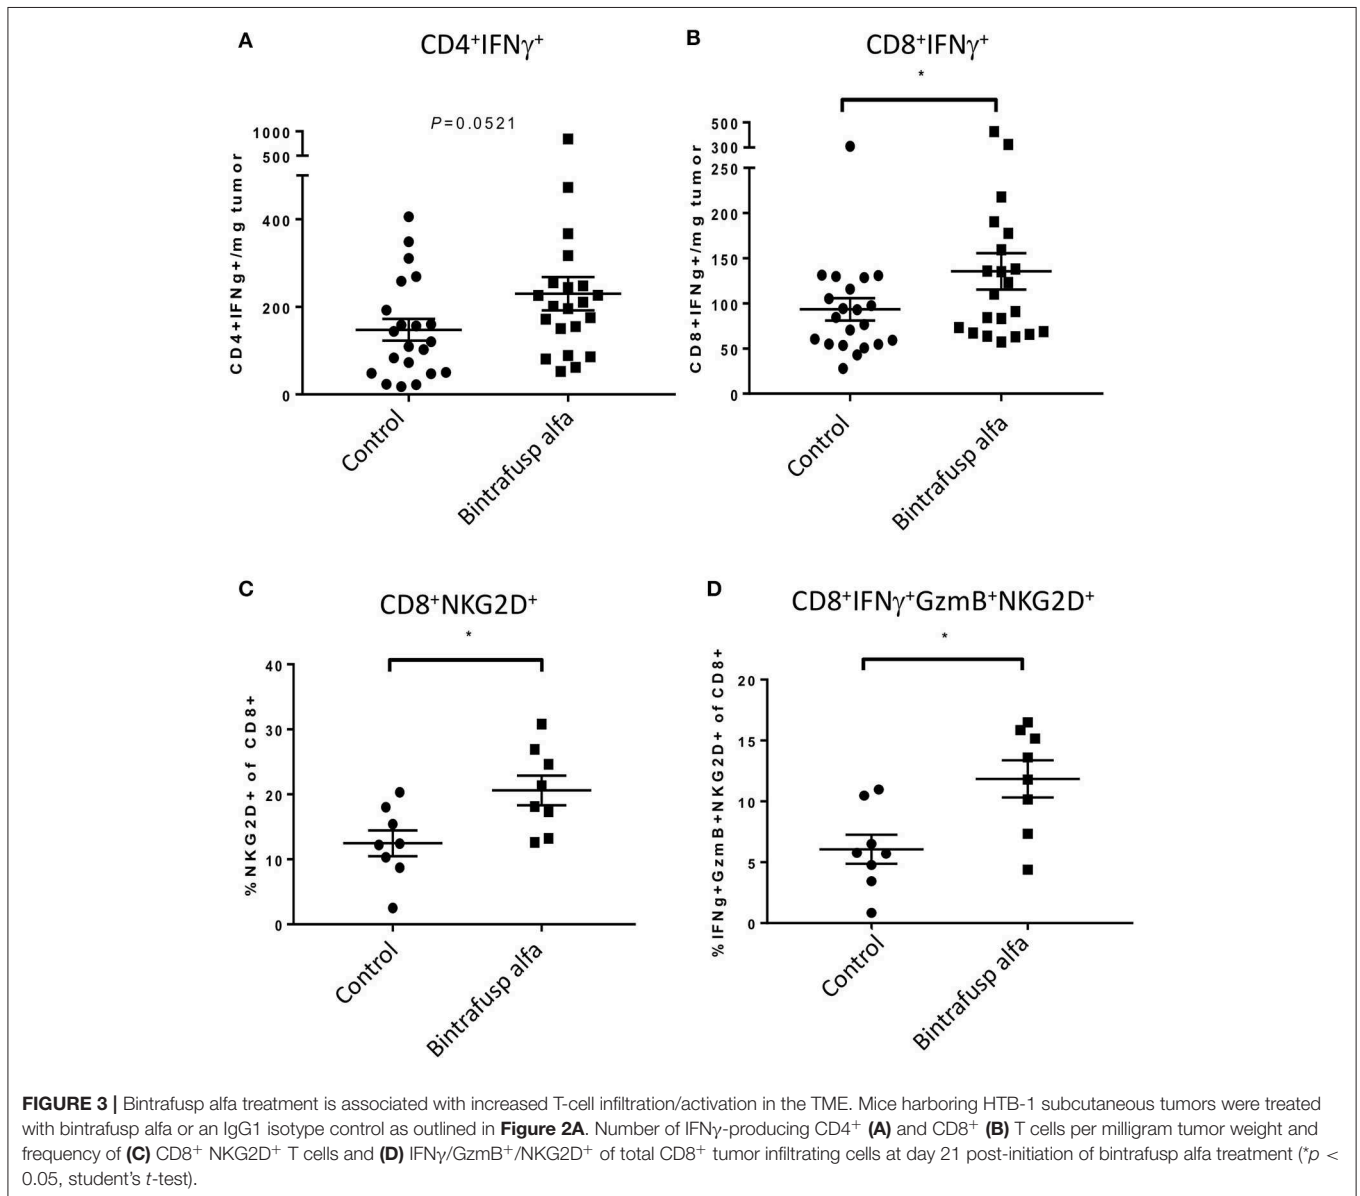 A
CD4⁺IFNγ⁺
P=0.0521
1000
500
400
200
0
CD4+IFNg+/mg tumor
Control
Bintrafusp alfa
B
CD8⁺IFNγ⁺
*
500
300
250
200
150
100
50
0
CD8+IFNg+/mg tumor
Control
Bintrafusp alfa
C
CD8⁺NKG2D⁺
*
40
30
20
10
0
%NKG2D+ of CD8+
Control
Bintrafusp alfa
D
CD8⁺IFNγ⁺GzmB⁺NKG2D⁺
*
20
15
10
5
0
%IFNg+GzmB+NKG2D+ of CD8+
Control
Bintrafusp alfa
FIGURE 3 | Bintrafusp alfa treatment is associated with increased T-cell infiltration/activation in the TME. Mice harboring HTB-1 subcutaneous tumors were treated
with bintrafusp alfa or an IgG1 isotype control as outlined in Figure 2A. Number of IFNγ-producing CD4⁺ (A) and CD8⁺ (B) T cells per milligram tumor weight and
frequency of (C) CD8⁺ NKG2D⁺ T cells and (D) IFNγ/GzmB⁺/NKG2D⁺ of total CD8⁺ tumor infiltrating cells at day 21 post-initiation of bintrafusp alfa treatment (*p <
0.05, student's t-test).